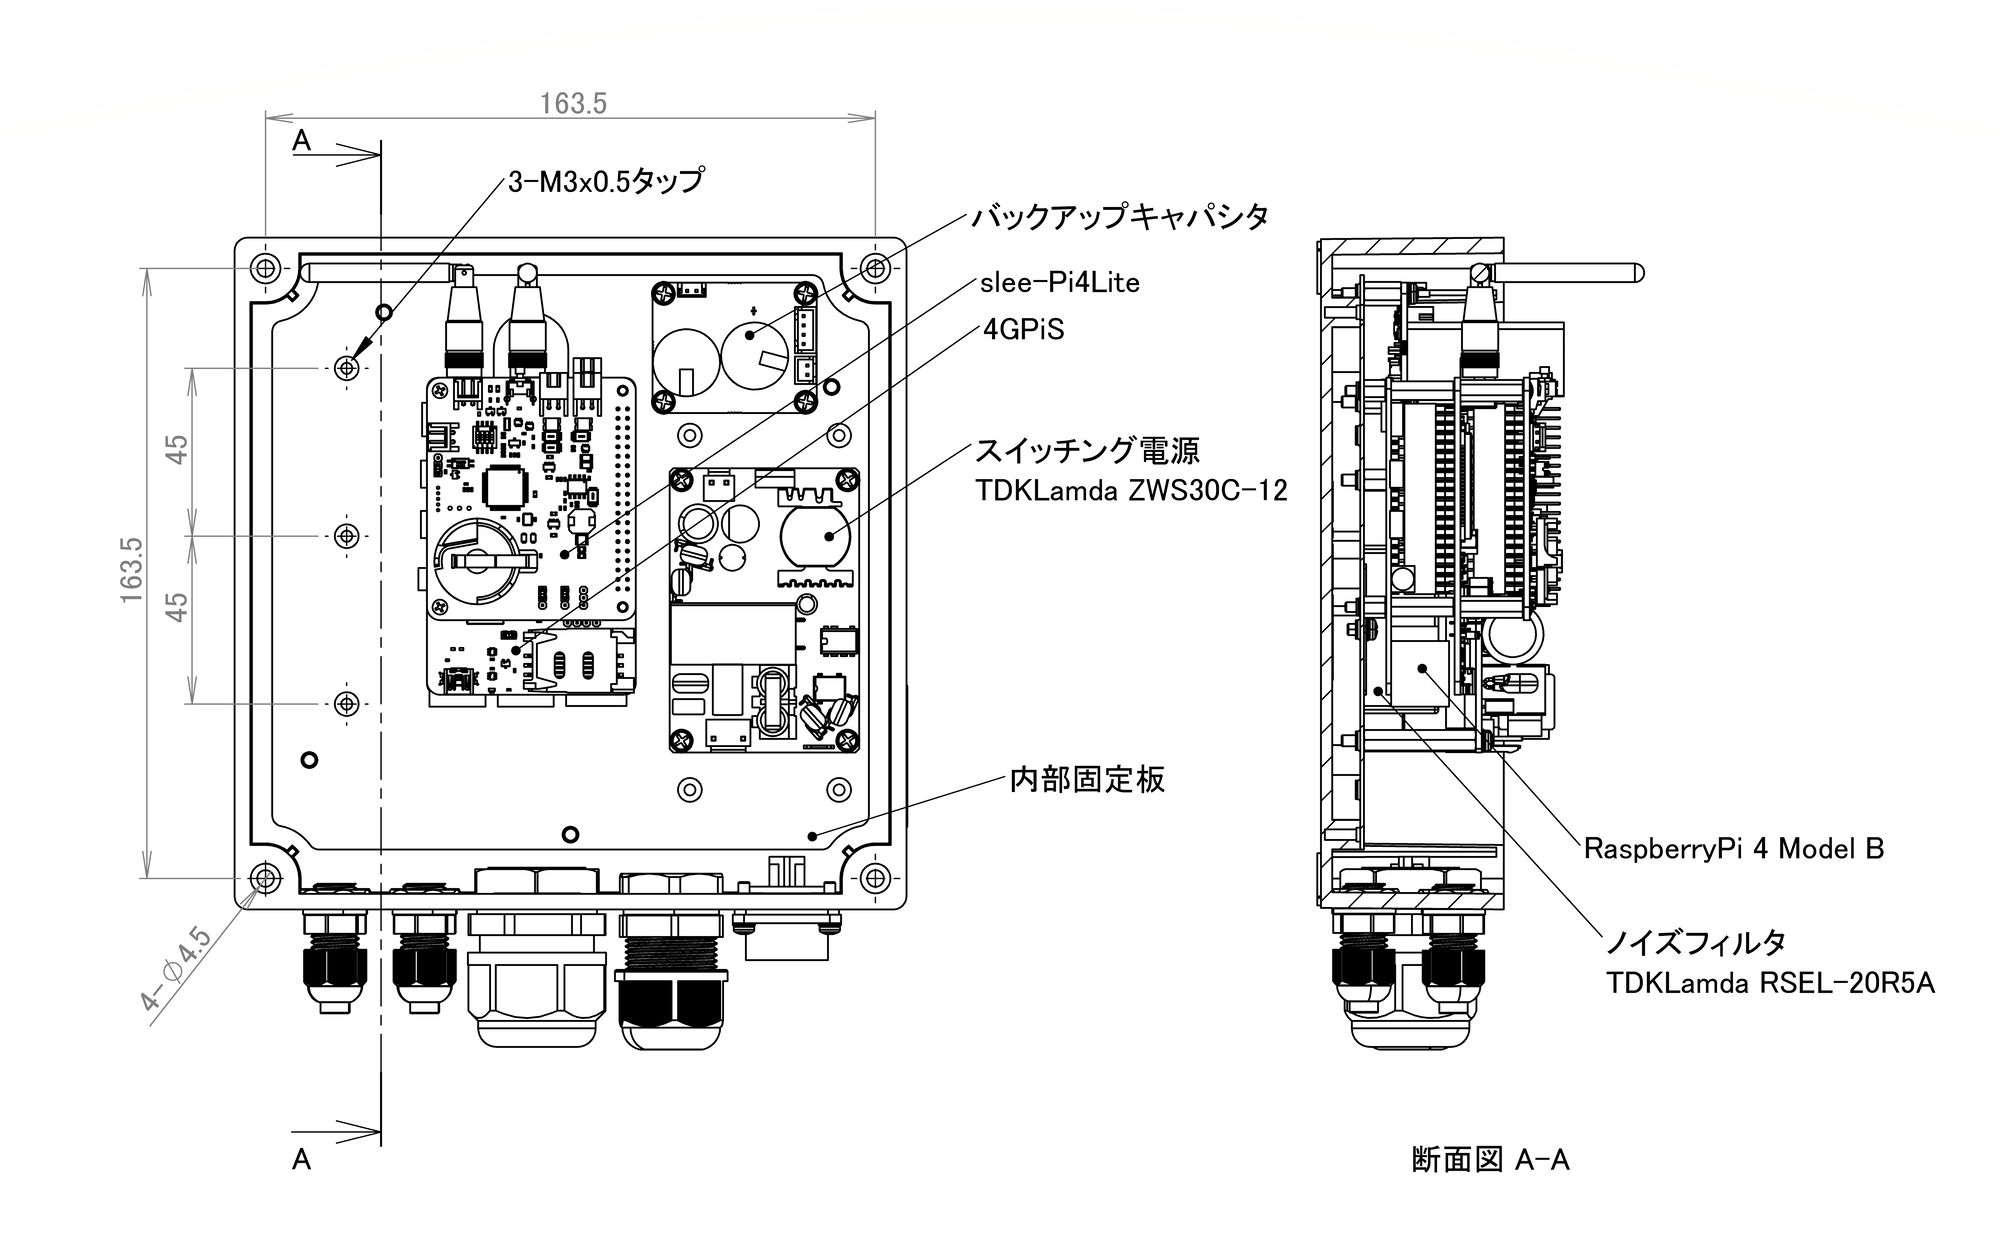 163.5
A
3-M3x0.5タップ
バックアップキャパシタ
slee-Pi4Lite
4GPiS
45
スイッチング電源
TDKLamda ZWS30C-12
163.5
45
内部固定板
RaspberryPi 4 Model B
ノイズフィルタ
TDKLamda RSEL-20R5A
4-φ4.5
A
断面図 A-A